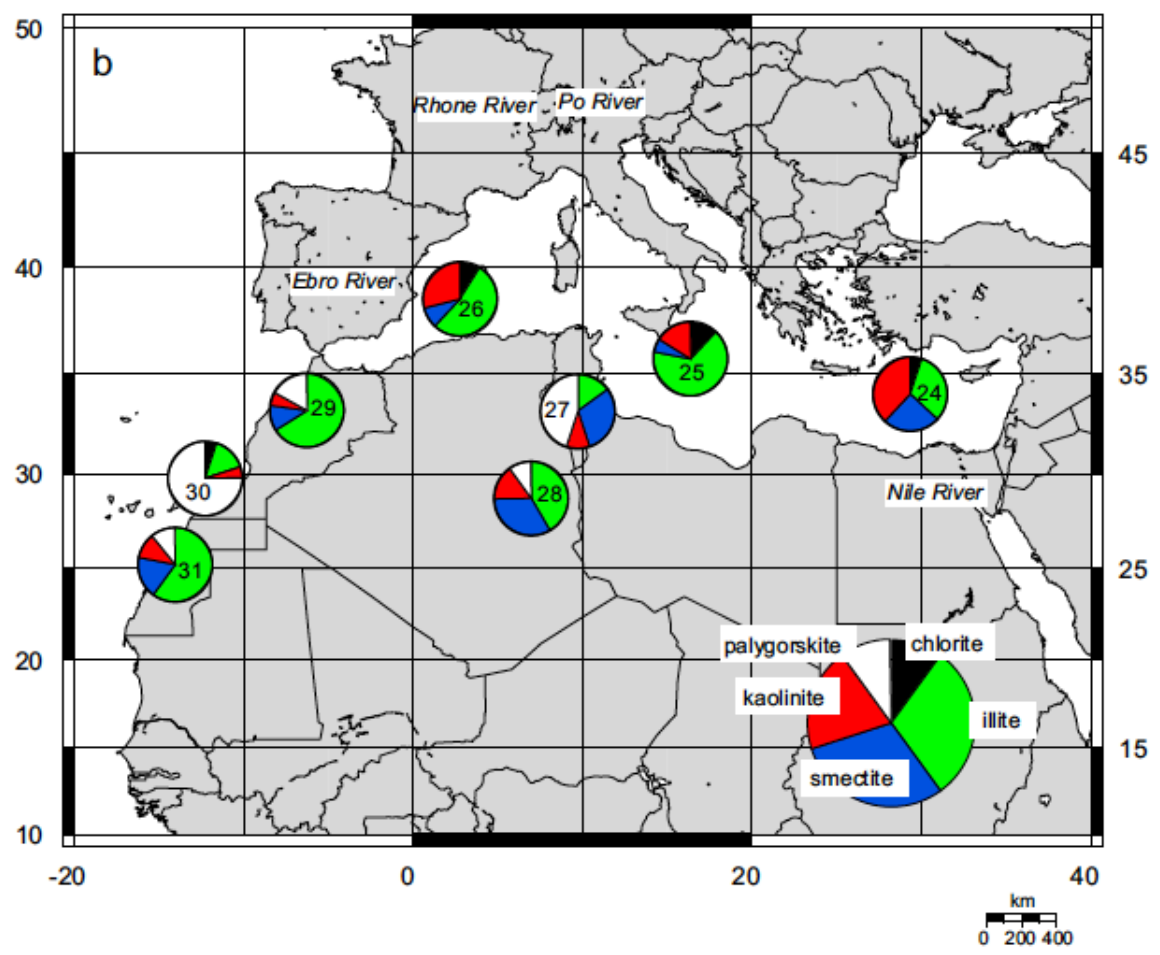 50
b
Rhone River
Po River
45
40
Ebro River
26
25
35
24
29
27
30
30
28
Nile River
31
25
20
palygorskite
chlorite
kaolinite
illite
15
smectite
10
-20
0
20
40
km
0 200 400